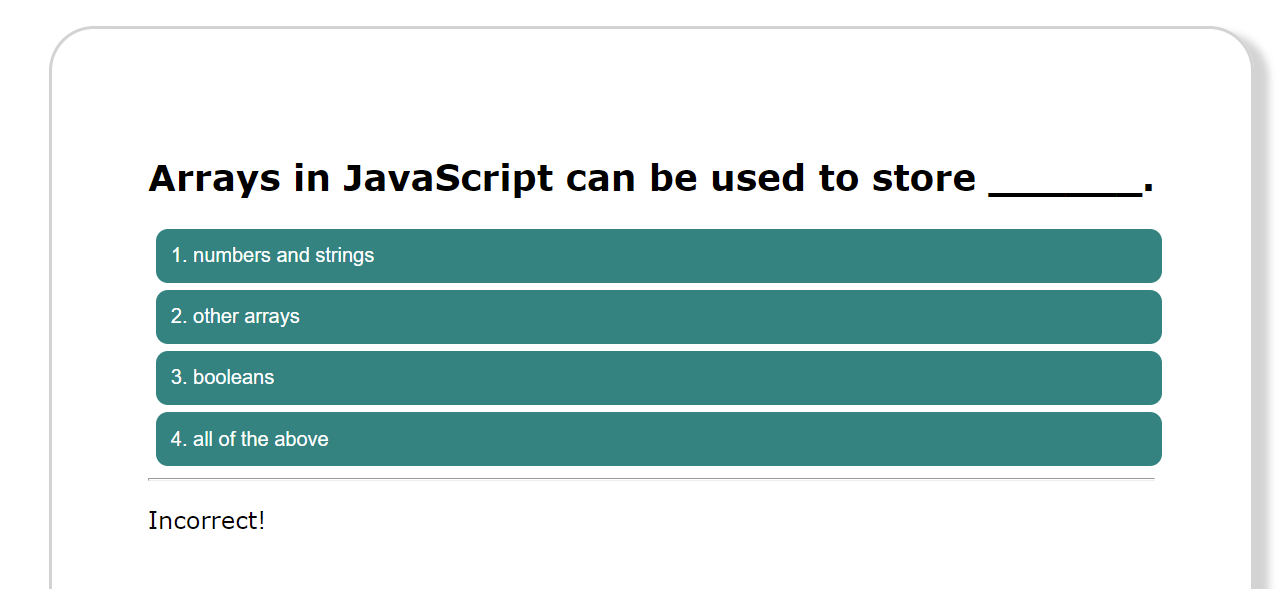 Arrays in JavaScript can be used to store ________.
1. numbers and strings
2. other arrays
3. booleans
4. all of the above
Incorrect!